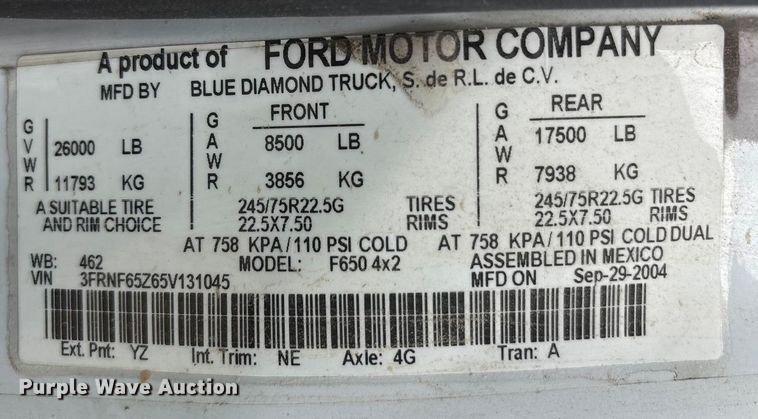 A product of FORD MOTOR COMPANY
MFD BY BLUE DIAMOND TRUCK, S. de R.L. de C.V.
GVWR 26000 LB
11793 KG
FRONT
GAWR 8500 LB
3856 KG
REAR
GAWR 17500 LB
7938 KG
A SUITABLE TIRE AND RIM CHOICE
245/75R22.5G TIRES
22.5X7.50 RIMS
245/75R22.5G TIRES
22.5X7.50 RIMS
AT 758 KPA/110 PSI COLD
AT 758 KPA/110 PSI COLD DUAL
WB: 462 MODEL: F650 4x2 ASSEMBLED IN MEXICO
VIN 3FRNF65Z65V131045 MFD ON Sep-29-2004
Ext. Pnt: YZ Int. Trim: NE Axle: 4G Tran: A
Purple Wave Auction